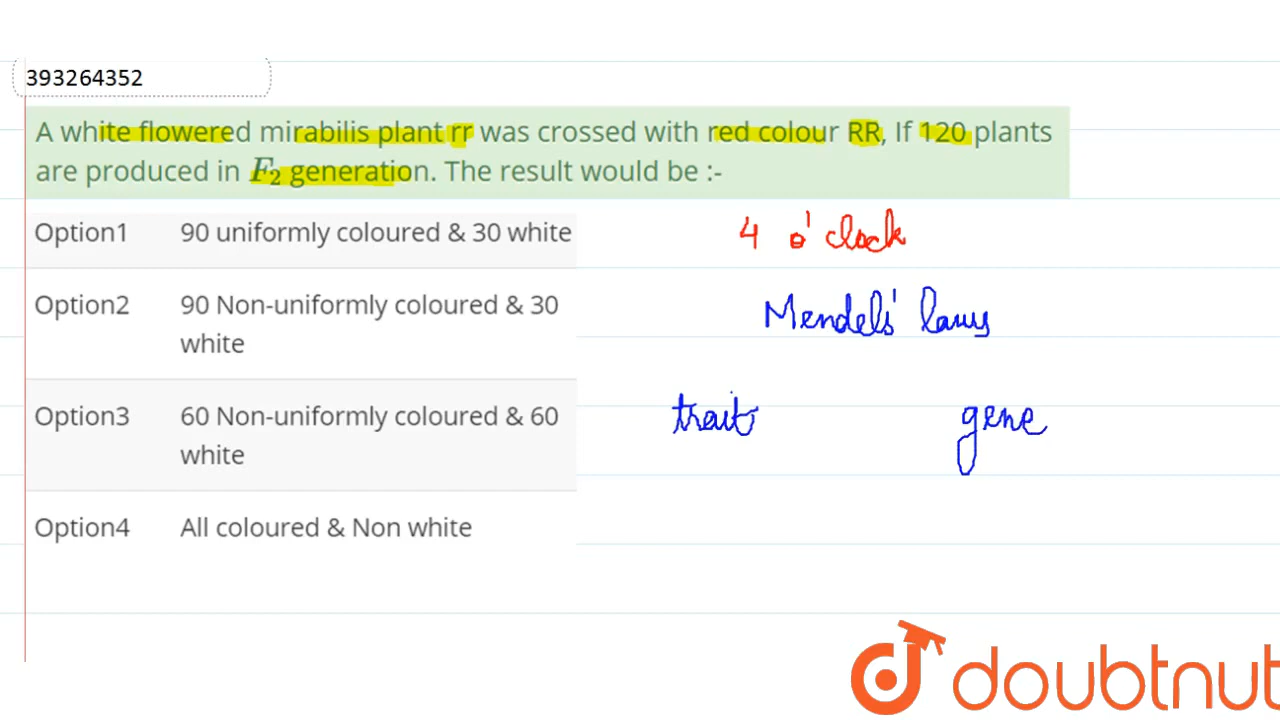 393264352
A white flowered mirabilis plant rr was crossed with red colour RR, If 120 plants
are produced in F₂ generation. The result would be :-
Option1 90 uniformly coloured & 30 white
4 o' clock
Option2 90 Non-uniformly coloured & 30
white
Mendels' laws
Option3 60 Non-uniformly coloured & 60
white
trait gene
Option4 All coloured & Non white
doubtnut